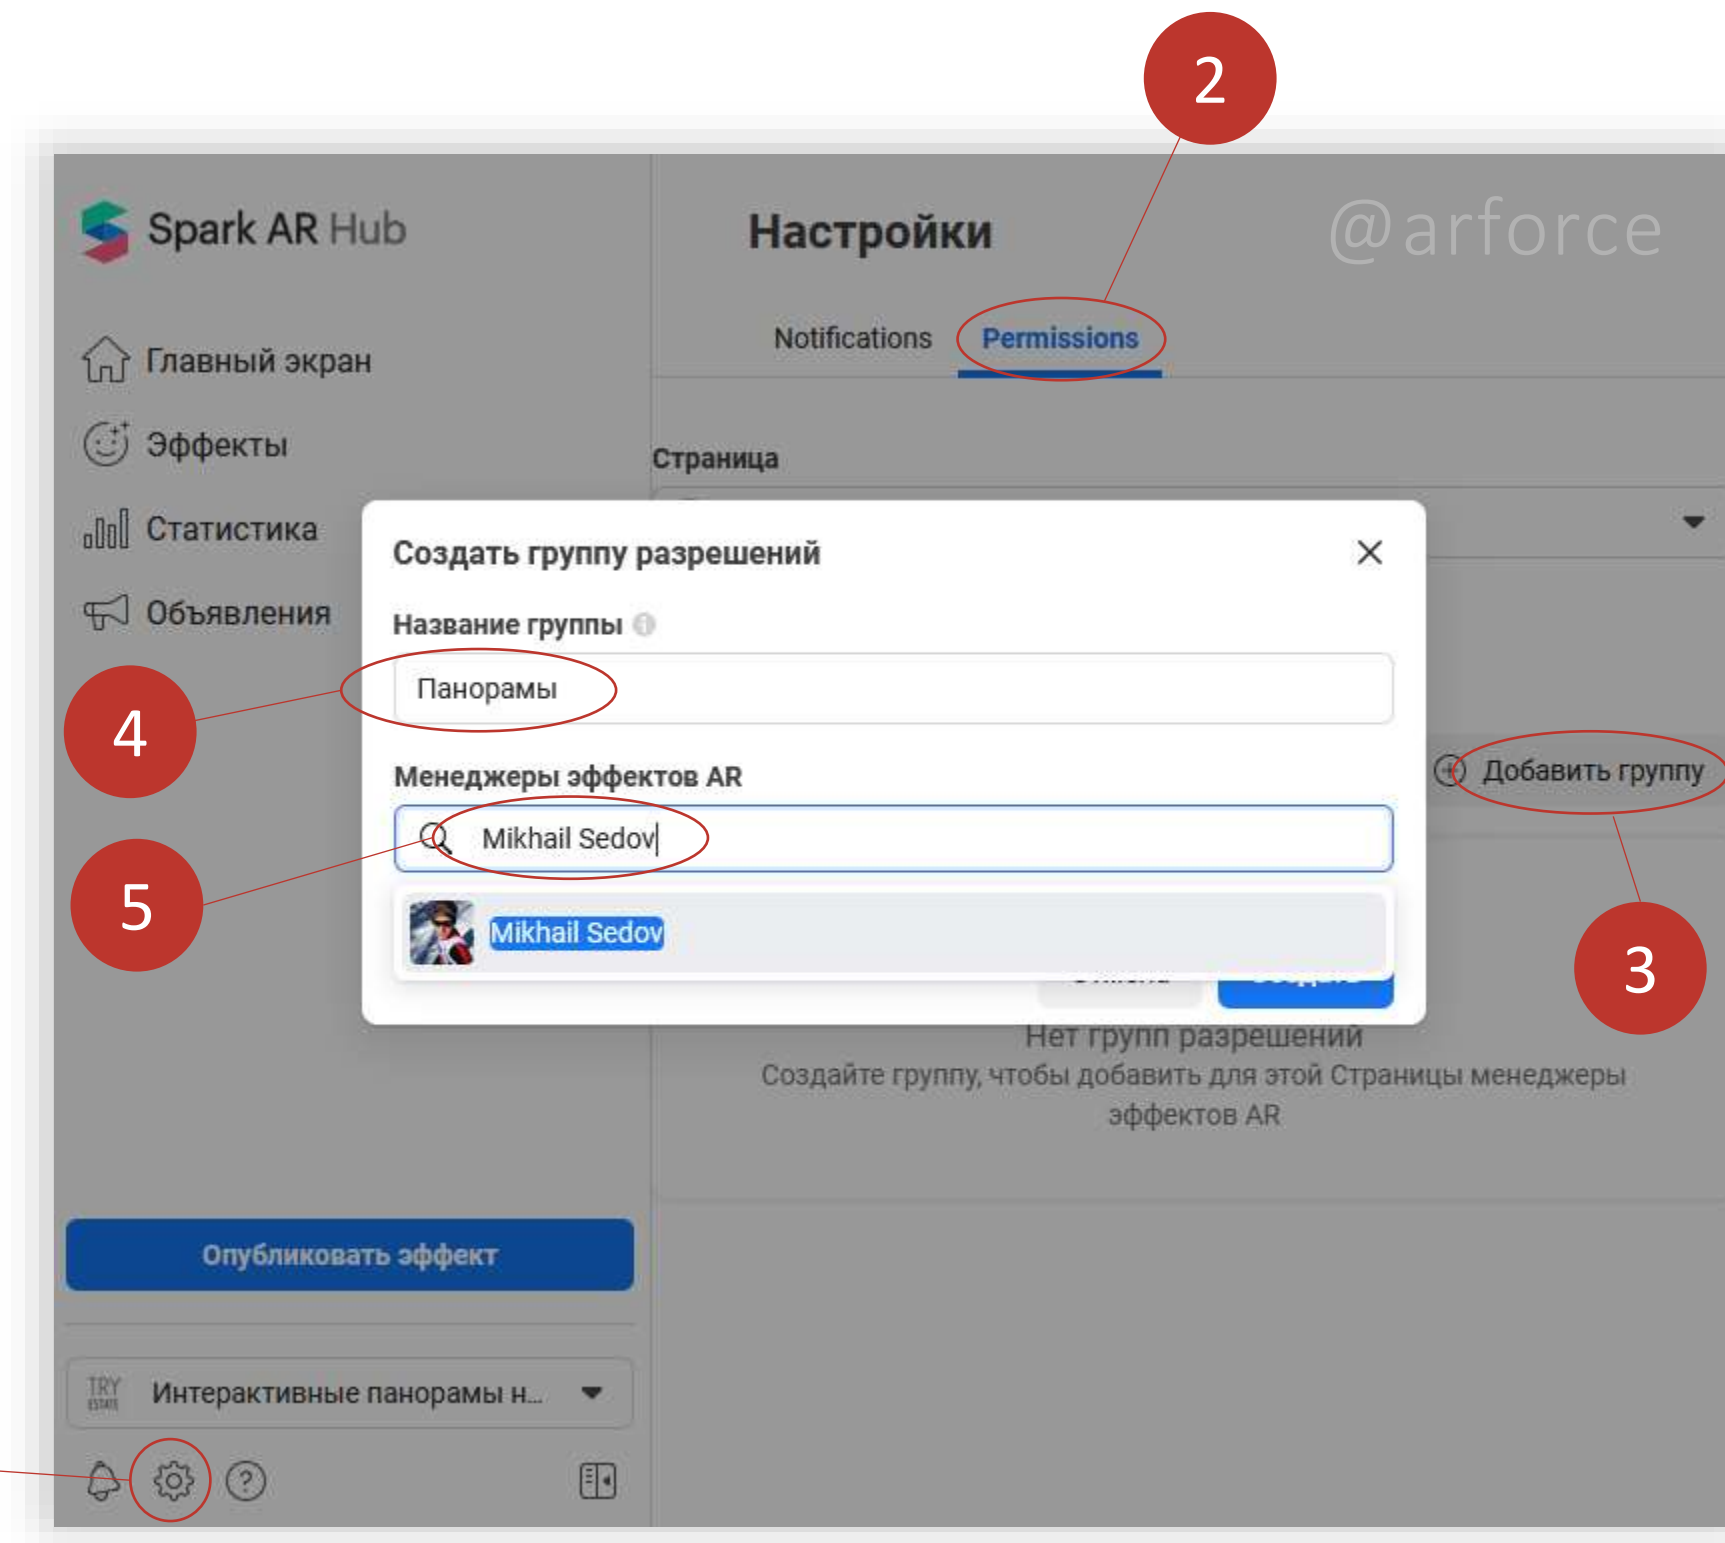 2
Spark AR Hub
Настройки
@arforce
Notifications
Permissions
Главный экран
Эффекты
Статистика
Объявления
Страница
Создать группу разрешений
Название группы
Панорамы
4
Менеджеры эффектов AR
Добавить группу
Mikhail Sedov
5
Mikhail Sedov
3
Нет групп разрешений
Создайте группу, чтобы добавить для этой Страницы менеджеры
эффектов AR
Опубликовать эффект
TRY
ESTATE
Интерактивные панорамы н...
?